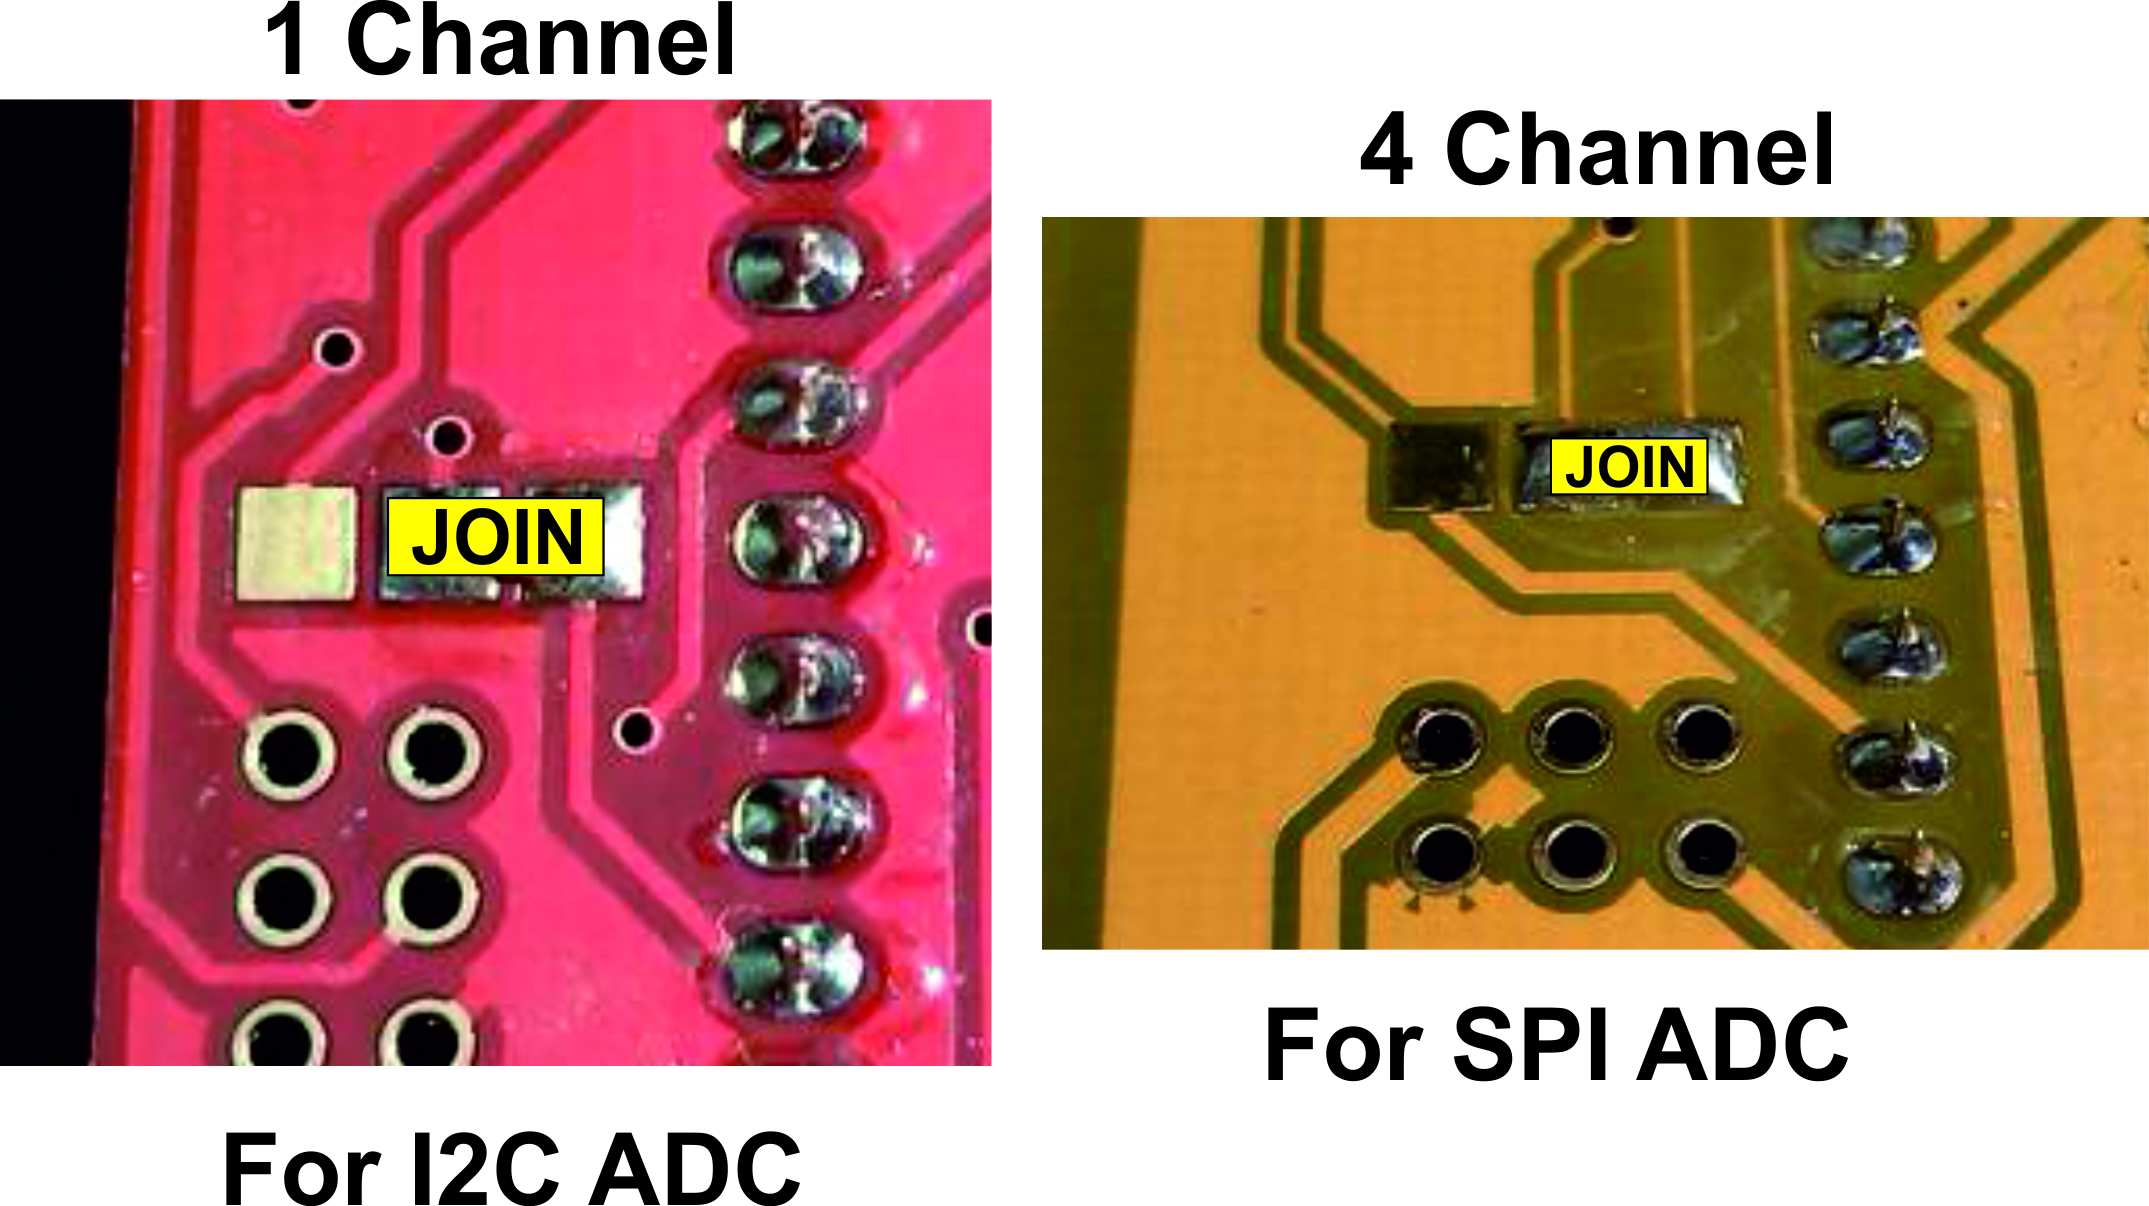 1 Channel
JOIN
For I2C ADC
4 Channel
JOIN
For SPI ADC